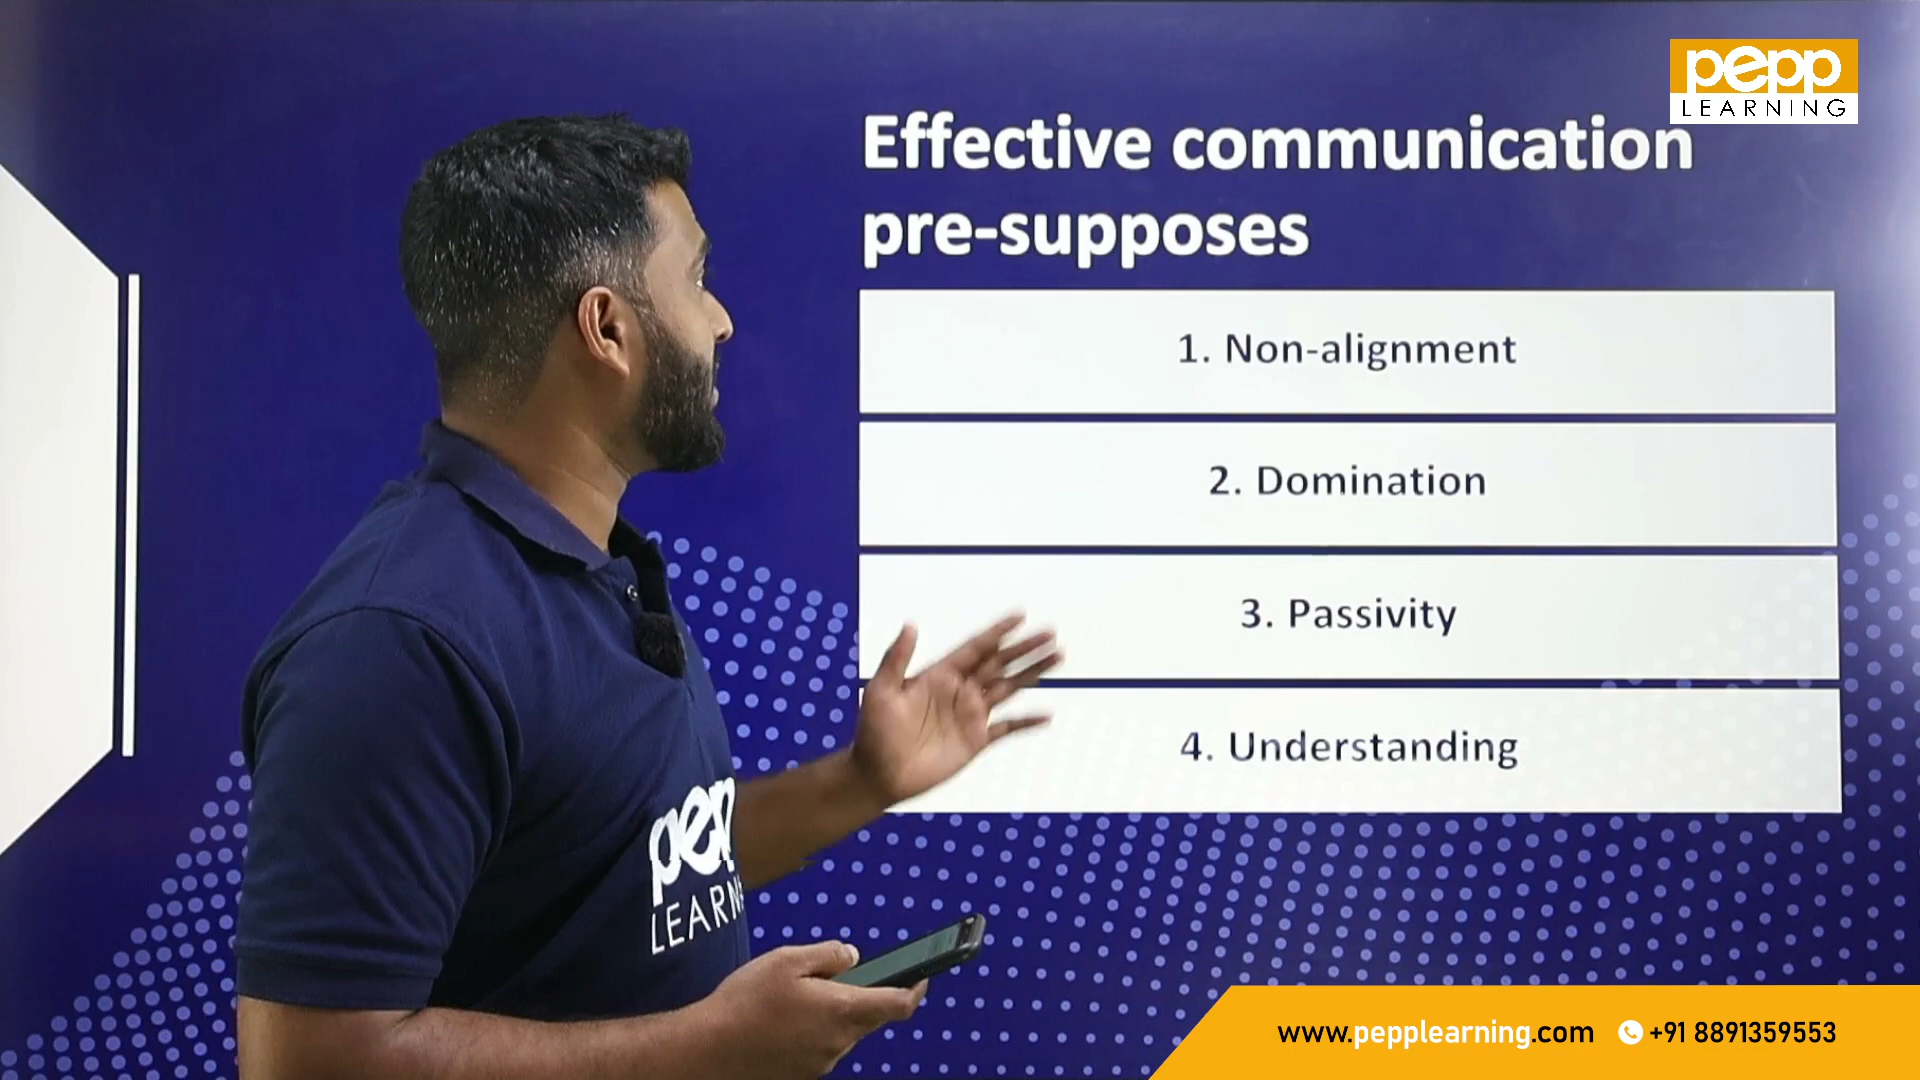 pepp
LEARNING
Effective communication
pre-supposes
1. Non-alignment
2. Domination
3. Passivity
4. Understanding
www.pepplearning.com +91 8891359553